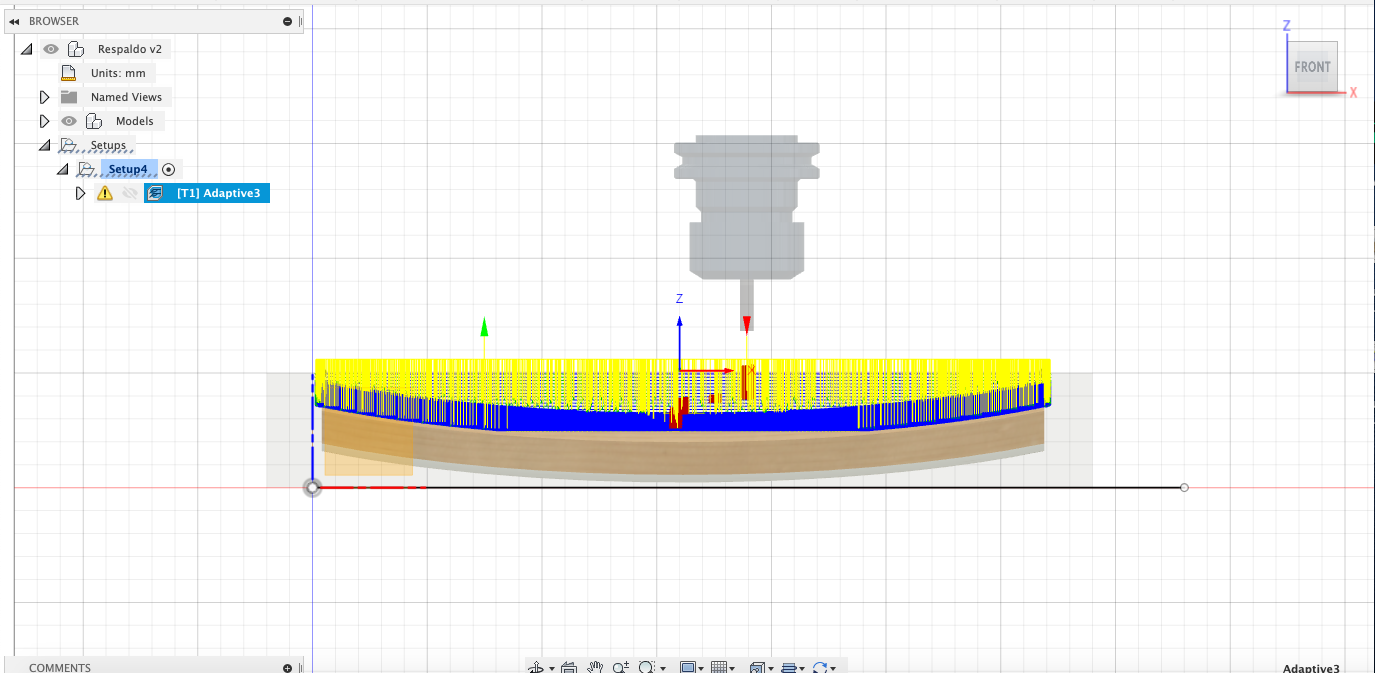 BROWSER
Respaldo v2
Units: mm
Named Views
Models
Setups
Setup4
[T1] Adaptive3
Z
FRONT
X
Z
X
COMMENTS
Adaptive3